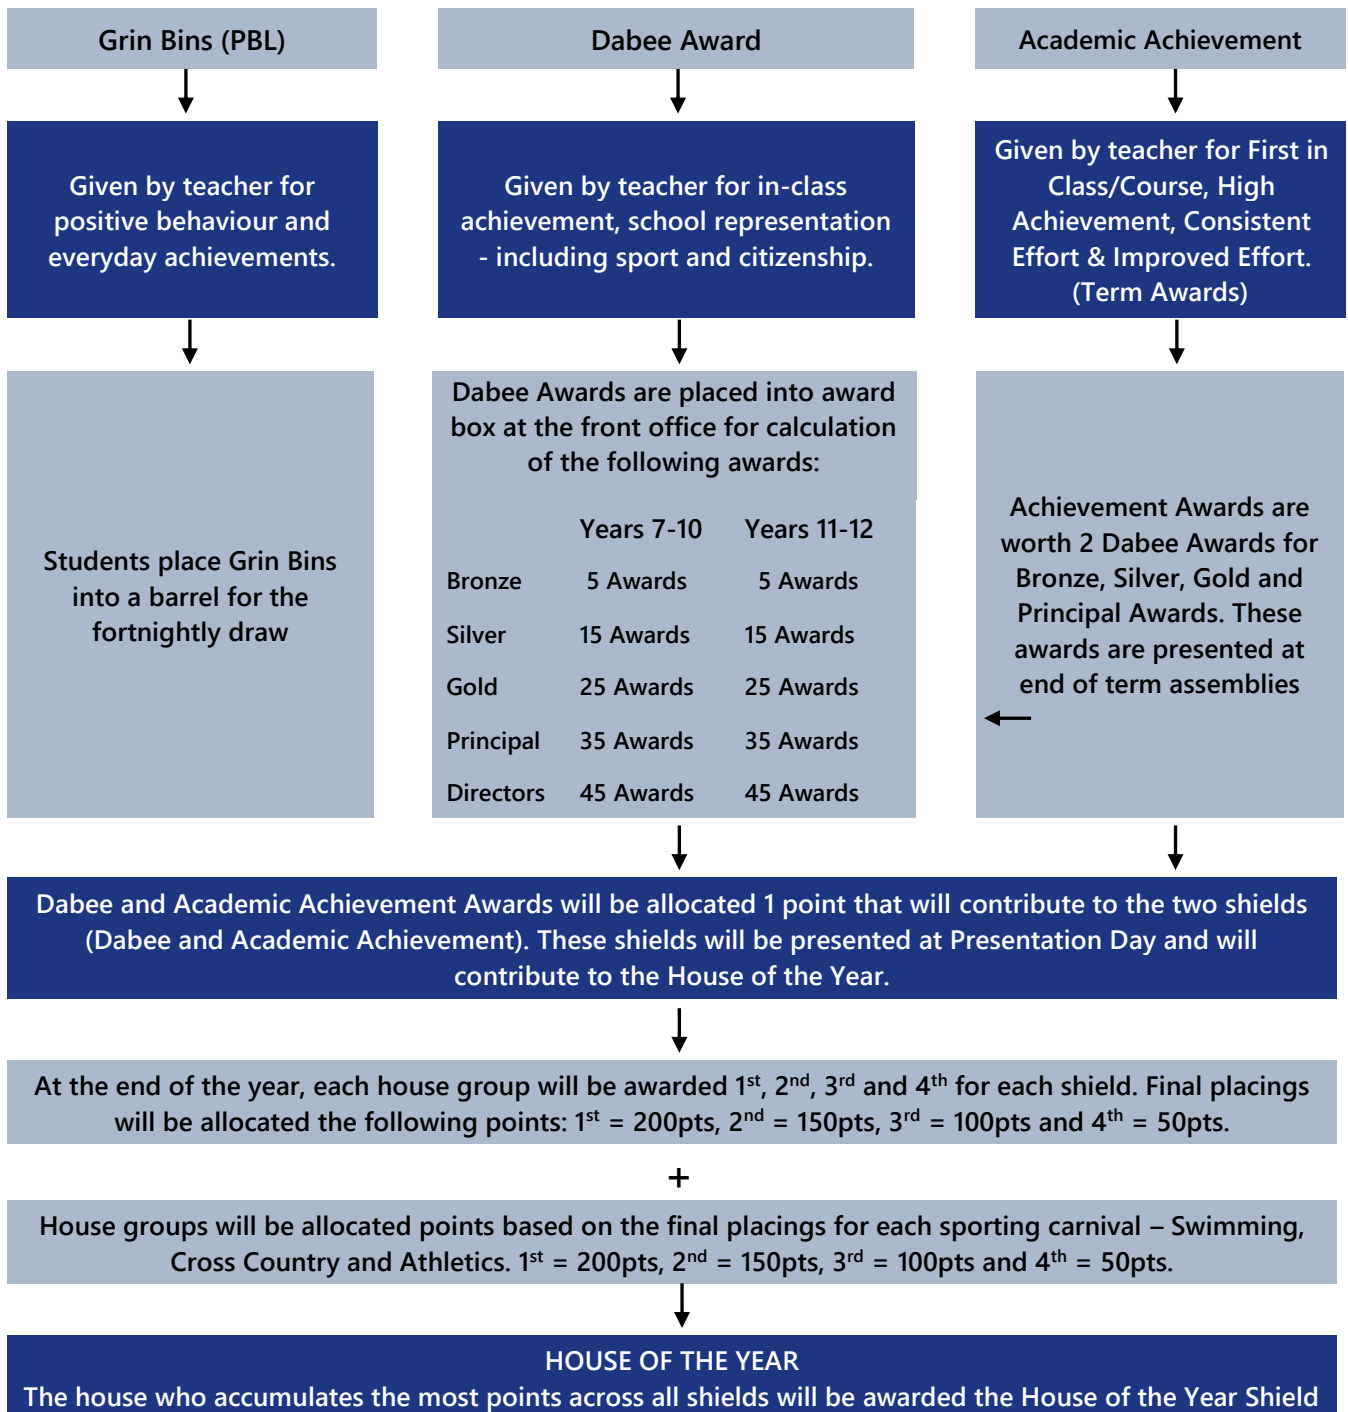 Grin Bins (PBL)
Dabee Award
Academic Achievement
Given by teacher for
positive behaviour and
everyday achievements.
Given by teacher for in-class
achievement, school representation
- including sport and citizenship.
Given by teacher for First in
Class/Course, High
Achievement, Consistent
Effort & Improved Effort.
(Term Awards)
Students place Grin Bins
into a barrel for the
fortnightly draw
Dabee Awards are placed into award
box at the front office for calculation
of the following awards:
Years 7-10 Years 11-12
Bronze 5 Awards 5 Awards
Silver 15 Awards 15 Awards
Gold 25 Awards 25 Awards
Principal 35 Awards 35 Awards
Directors 45 Awards 45 Awards
Achievement Awards are
worth 2 Dabee Awards for
Bronze, Silver, Gold and
Principal Awards. These
awards are presented at
end of term assemblies
Dabee and Academic Achievement Awards will be allocated 1 point that will contribute to the two shields
(Dabee and Academic Achievement). These shields will be presented at Presentation Day and will
contribute to the House of the Year.
At the end of the year, each house group will be awarded 1st, 2nd, 3rd and 4th for each shield. Final placings
will be allocated the following points: 1st = 200pts, 2nd = 150pts, 3rd = 100pts and 4th = 50pts.
+
House groups will be allocated points based on the final placings for each sporting carnival – Swimming,
Cross Country and Athletics. 1st = 200pts, 2nd = 150pts, 3rd = 100pts and 4th = 50pts.
HOUSE OF THE YEAR
The house who accumulates the most points across all shields will be awarded the House of the Year Shield